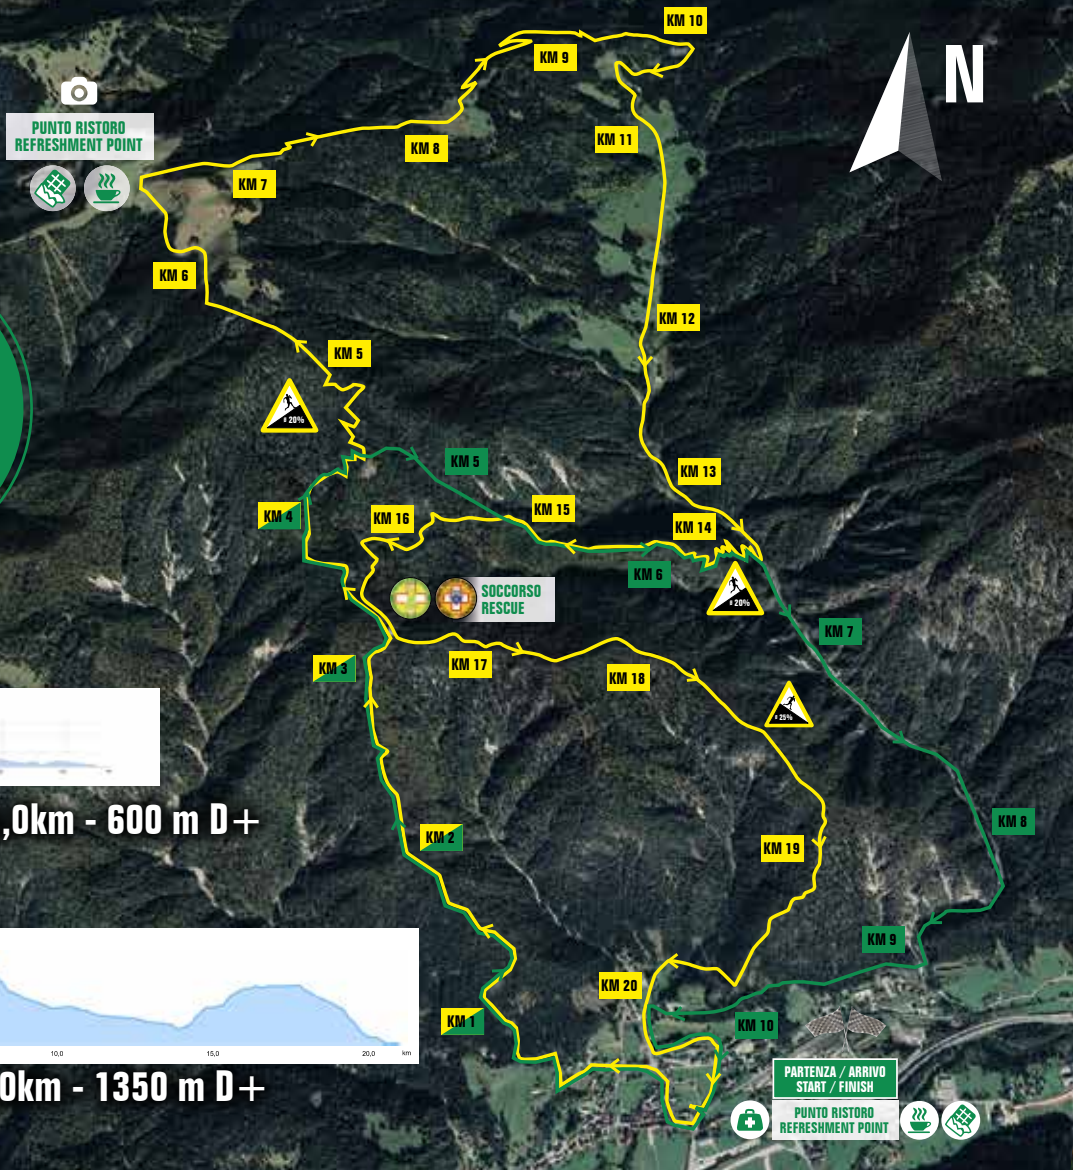 KM 10
N
KM 9
PUNTO RISTORO
REFRESHMENT POINT
KM 8
KM 11
KM 7
KM 6
KM 12
KM 5
20%
KM 5
KM 13
KM 4
KM 16
KM 15
KM 14
KM 6
SOCCORSO
RESCUE
20%
KM 7
KM 3
KM 17
KM 18
25%
,0km - 600 m D+
KM 8
KM 2
KM 19
KM 9
KM 20
KM 1
KM 10
10,0
15,0
20,0
km
0km - 1350 m D+
PARTENZA / ARRIVO
START / FINISH
PUNTO RISTORO
REFRESHMENT POINT